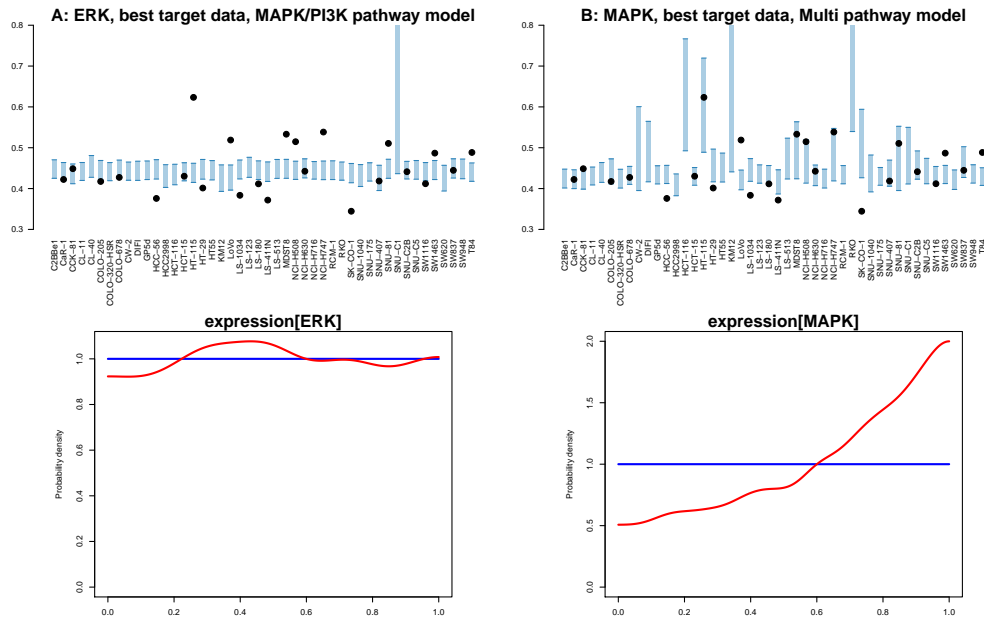 A: ERK, best target data, MAPK/PI3K pathway model
0.8
0.7
0.6
0.5
0.4
0.3
C2BBe1
CaR−1
CCK−81
CL−11
CL−40
COLO−205
COLO−320−HSR
COLO−678
CW−2
DIFI
GP5d
HCC−56
HCC2998
HCT−116
HCT−15
HT−115
HT−29
HT55
KM12
LoVo
LS−1034
LS−123
LS−180
LS−411N
LS−513
MDST8
NCI−H508
NCI−H630
NCI−H716
NCI−H747
RCM−1
RKO
SK−CO−1
SNU−1040
SNU−175
SNU−407
SNU−81
SNU−C1
SNU−C2B
SNU−C5
SW1116
SW1463
SW620
SW837
SW948
T84
B: MAPK, best target data, Multi pathway model
0.8
0.7
0.6
0.5
0.4
0.3
C2BBe1
CaR−1
CCK−81
CL−11
CL−40
COLO−205
COLO−320−HSR
COLO−678
CW−2
DIFI
GP5d
HCC−56
HCC2998
HCT−116
HCT−15
HT−115
HT−29
HT55
KM12
LoVo
LS−1034
LS−123
LS−180
LS−411N
LS−513
MDST8
NCI−H508
NCI−H630
NCI−H716
NCI−H747
RCM−1
RKO
SK−CO−1
SNU−1040
SNU−175
SNU−407
SNU−81
SNU−C1
SNU−C2B
SNU−C5
SW1116
SW1463
SW620
SW837
SW948
T84
expression[ERK]
Probability density
1.0
0.8
0.6
0.4
0.2
0.0
0.0 0.2 0.4 0.6 0.8 1.0
expression[MAPK]
Probability density
2.0
1.5
1.0
0.5
0.0
0.0 0.2 0.4 0.6 0.8 1.0